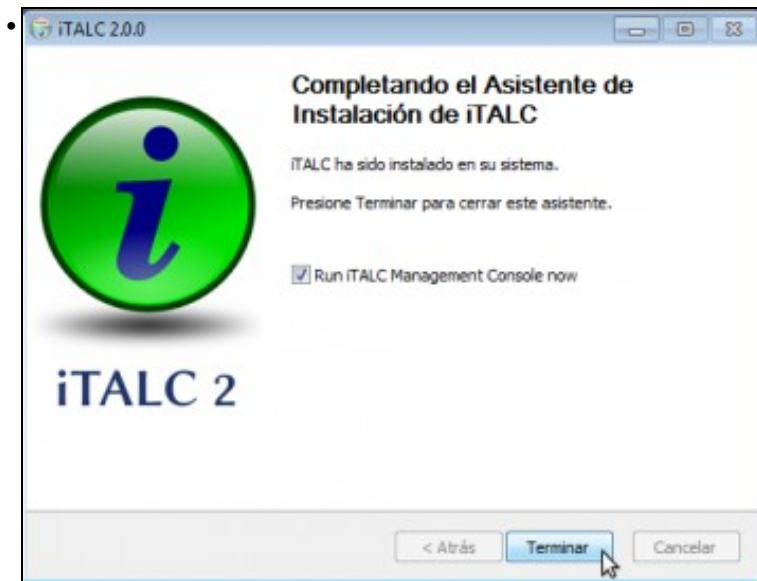 iTALC 2.0.0
Completando el Asistente de
Instalación de iTALC
iTALC ha sido instalado en su sistema.
Presione Terminar para cerrar este asistente.
Run iTALC Management Console now
iTALC 2
< Atrás
Terminar
Cancelar